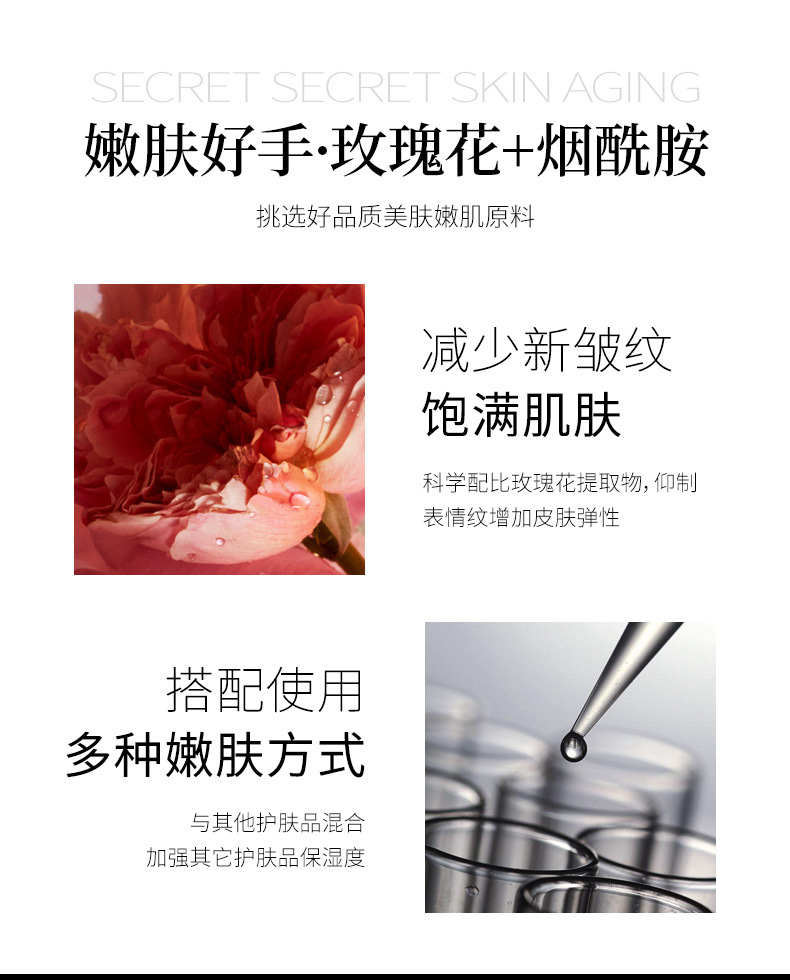 SECRET SECRET SKIN AGING
嫩肤好手·玫瑰花+烟酰胺
挑选好品质美肤嫩肌原料
减少新皱纹
饱满肌肤
科学配比玫瑰花提取物，仰制
表情纹增加皮肤弹性
搭配使用
多种嫩肤方式
与其他护肤品混合
加强其它护肤品保湿度